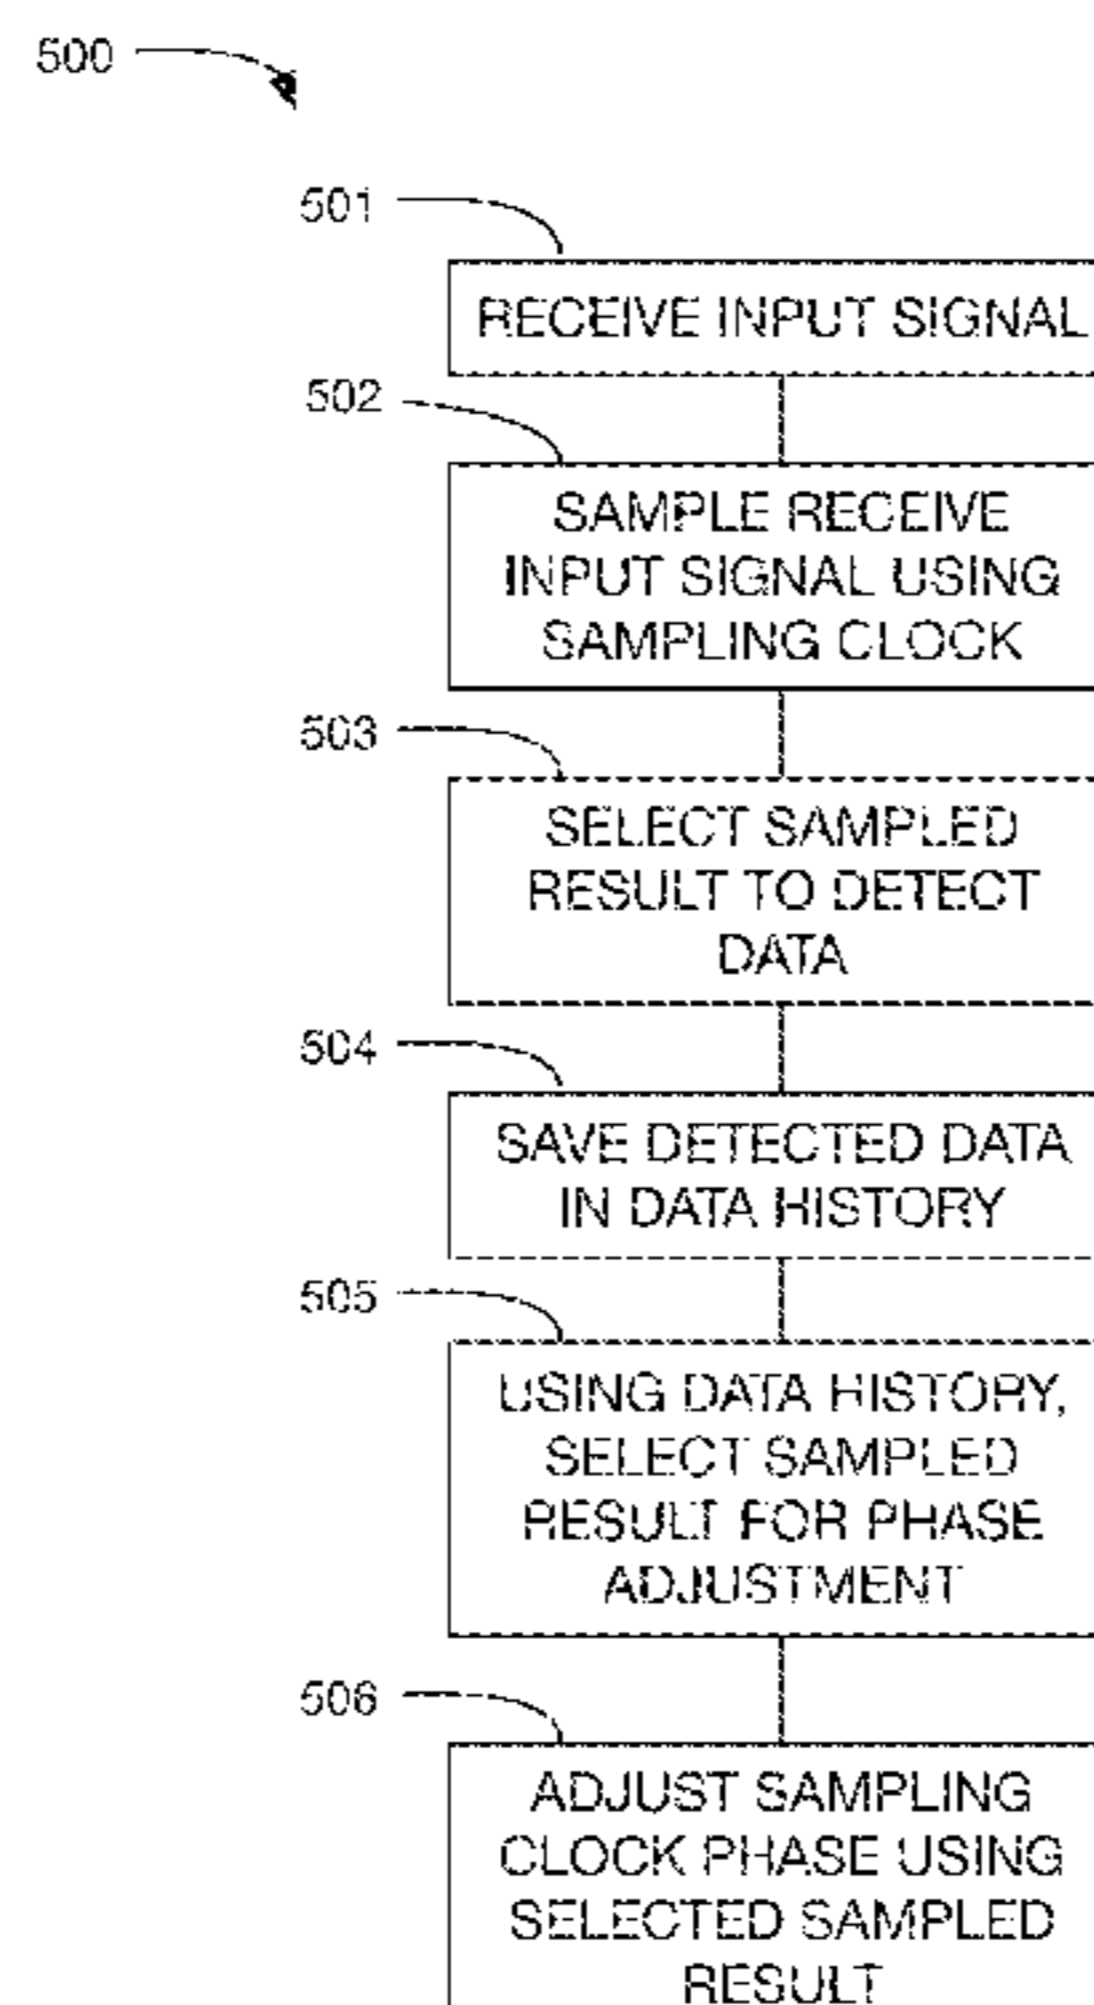 500
501
RECEIVE INPUT SIGNAL
502
SAMPLE RECEIVE
INPUT SIGNAL USING
SAMPLING CLOCK
503
SELECT SAMPLED
RESULT TO DETECT
DATA
504
SAVE DETECTED DATA
IN DATA HISTORY
505
USING DATA HISTORY,
SELECT SAMPLED
RESULT FOR PHASE
ADJUSTMENT
506
ADJUST SAMPLING
CLOCK PHASE USING
SELECTED SAMPLED
RESULT